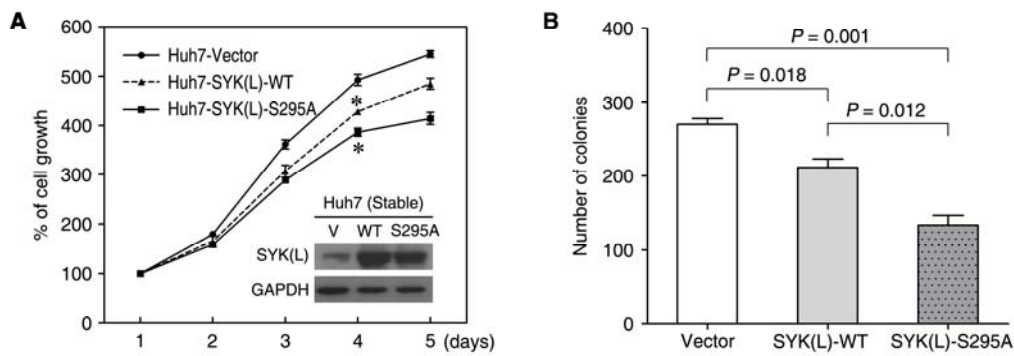 A
600
500
400
300
200
100
0
% of cell growth
Huh7-Vector
Huh7-SYK(L)-WT
Huh7-SYK(L)-S295A
*
*
Huh7 (Stable)
V WT S295A
SYK(L)
GAPDH
1 2 3 4 5 (days)
B
400
300
200
100
0
Number of colonies
P = 0.001
P = 0.018
P = 0.012
Vector SYK(L)-WT SYK(L)-S295A